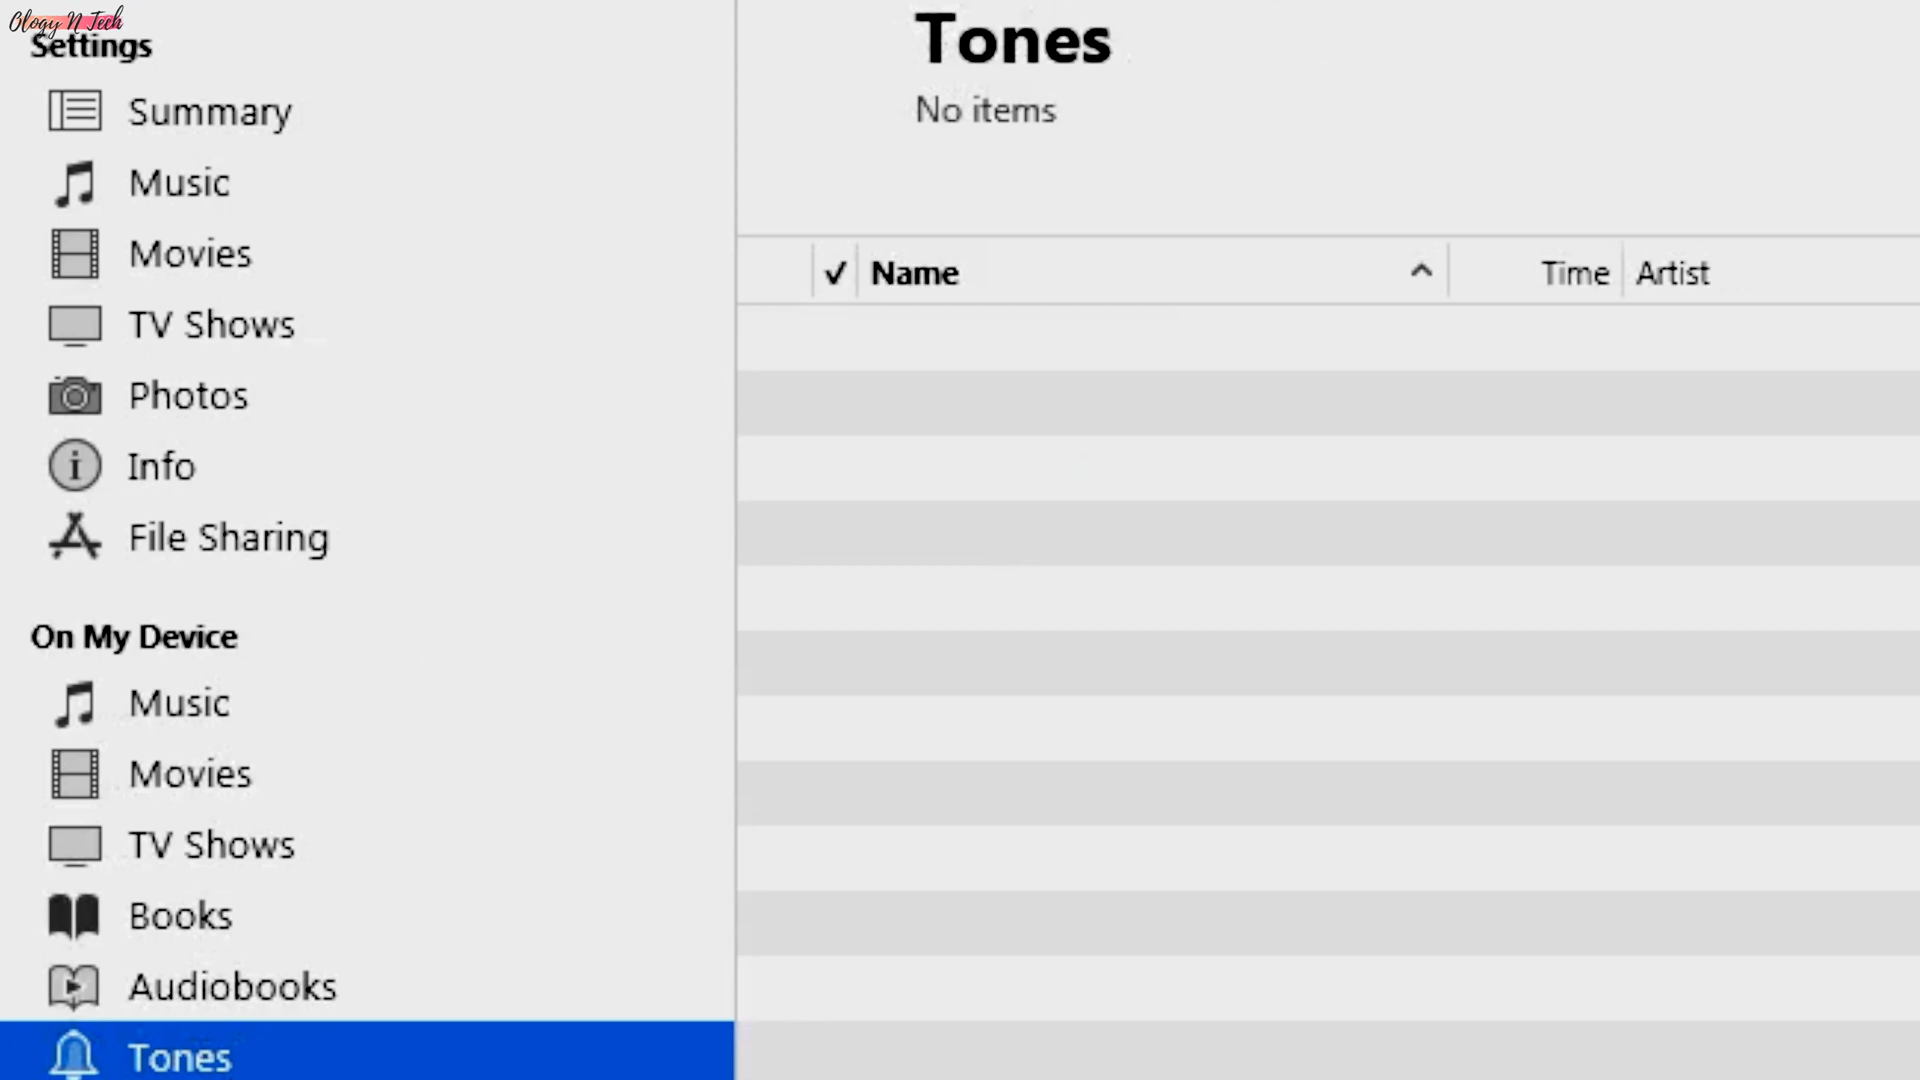 Ology N Tech
Settings
Summary
Music
Movies
TV Shows
Photos
Info
File Sharing
On My Device
Music
Movies
TV Shows
Books
Audiobooks
Tones
Tones
No items
✓ Name Time Artist